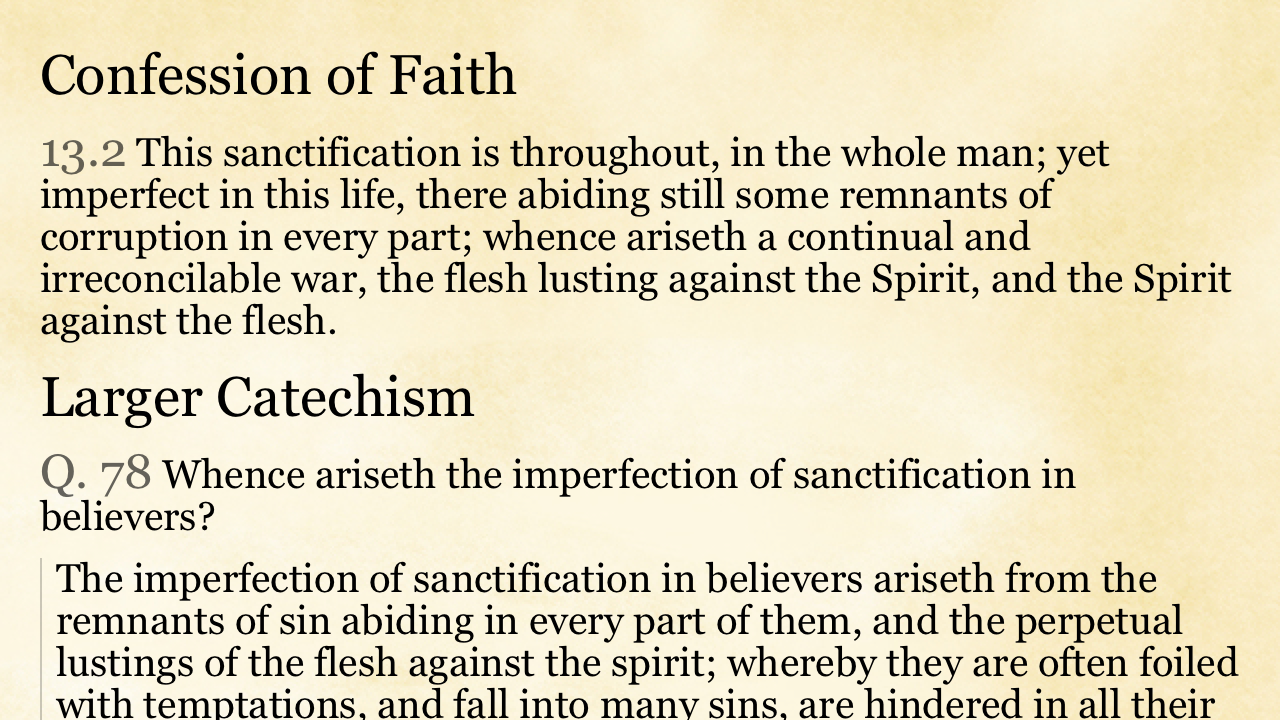 Confession of Faith
13.2 This sanctification is throughout, in the whole man; yet
imperfect in this life, there abiding still some remnants of
corruption in every part; whence ariseth a continual and
irreconcilable war, the flesh lusting against the Spirit, and the Spirit
against the flesh.
Larger Catechism
Q. 78 Whence ariseth the imperfection of sanctification in
believers?
The imperfection of sanctification in believers ariseth from the
remnants of sin abiding in every part of them, and the perpetual
lustings of the flesh against the spirit; whereby they are often foiled
with temptations, and fall into many sins, are hindered in all their